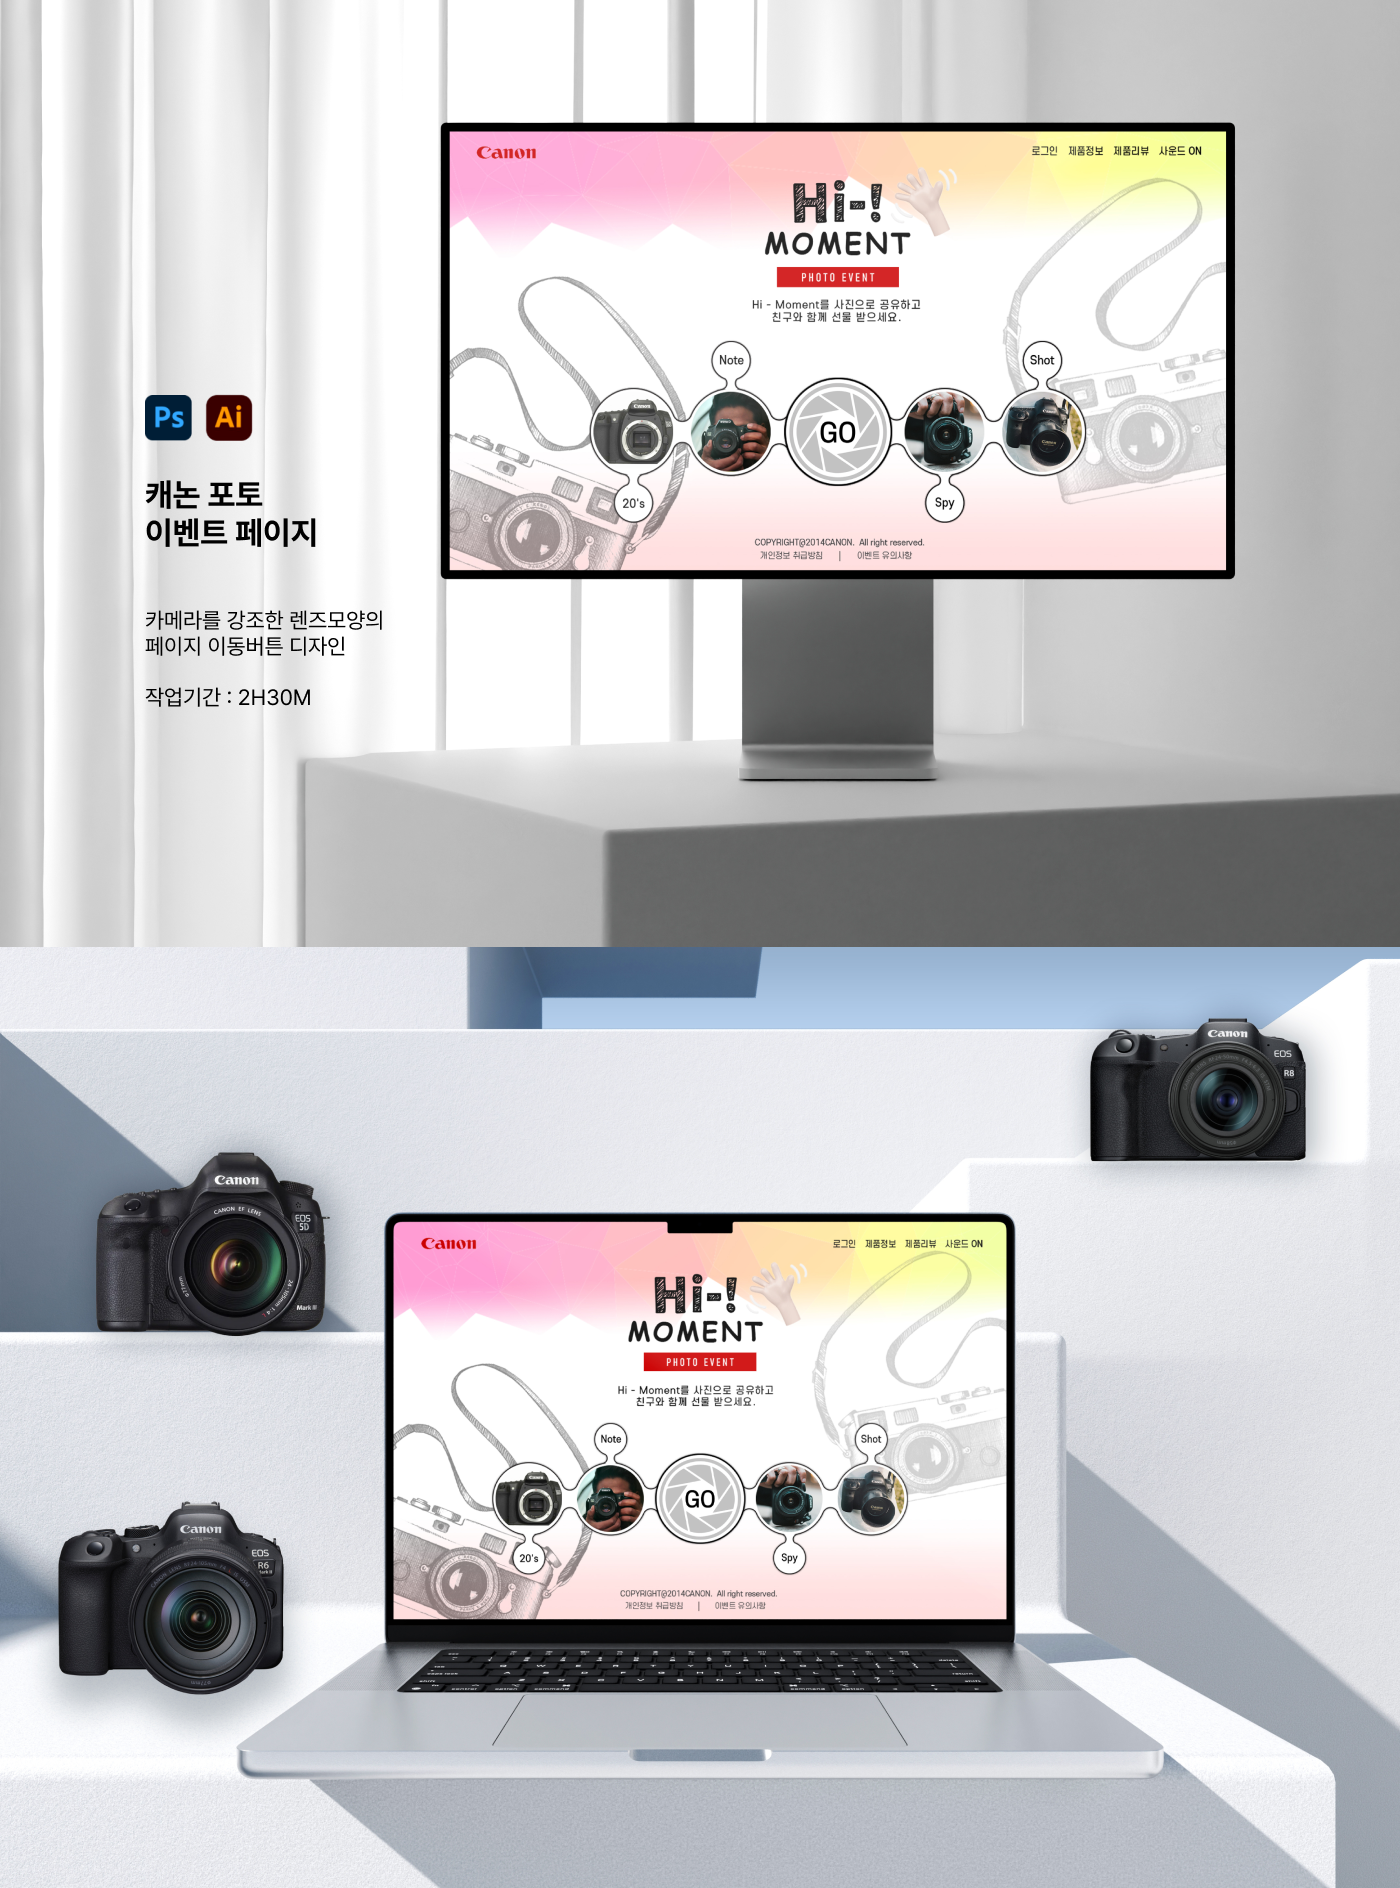 Ps Ai
캐논 포토
이벤트 페이지
카메라를 강조한 렌즈모양의
페이지 이동버튼 디자인
작업기간 : 2H30M
Canon
로그인 제품정보 제품리뷰 사운드 ON
Hi-!
MOMENT
PHOTO EVENT
Hi - Moment를 사진으로 공유하고
친구와 함께 선물 받으세요.
Note
Shot
GO
20's
Spy
COPYRIGHT@2014CANON. All right reserved.
개인정보 취급방침 | 이벤트 유의사항
Canon
EOS
R8
Canon
CANON EF LENS
EOS
5D
Mark III
Canon
EOS
R6
Canon
로그인 제품정보 제품리뷰 사운드 ON
Hi-!
MOMENT
PHOTO EVENT
Hi - Moment를 사진으로 공유하고
친구와 함께 선물 받으세요.
Note
Shot
GO
20's
Spy
COPYRIGHT@2014CANON. All right reserved.
개인정보 취급방침 | 이벤트 유의사항